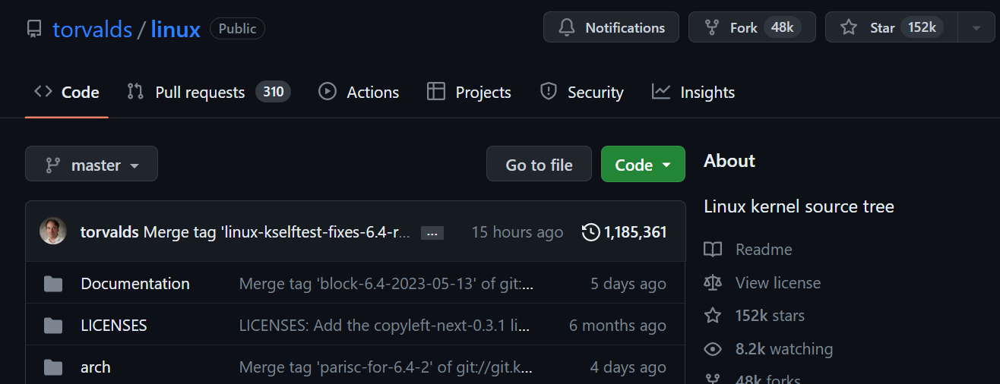 torvalds / linux Public
Notifications Fork 48k Star 152k
Code Pull requests 310 Actions Projects Security Insights
master Go to file Code
About
Linux kernel source tree
torvalds Merge tag 'linux-kselftest-fixes-6.4-r... ... 15 hours ago 1,185,361
Readme
Documentation Merge tag 'block-6.4-2023-05-13' of git:... 5 days ago
View license
152k stars
LICENSES LICENSES: Add the copyleft-next-0.3.1 li... 6 months ago
8.2k watching
arch Merge tag 'parisc-for-6.4-2' of git://git.k... 4 days ago
48k forks